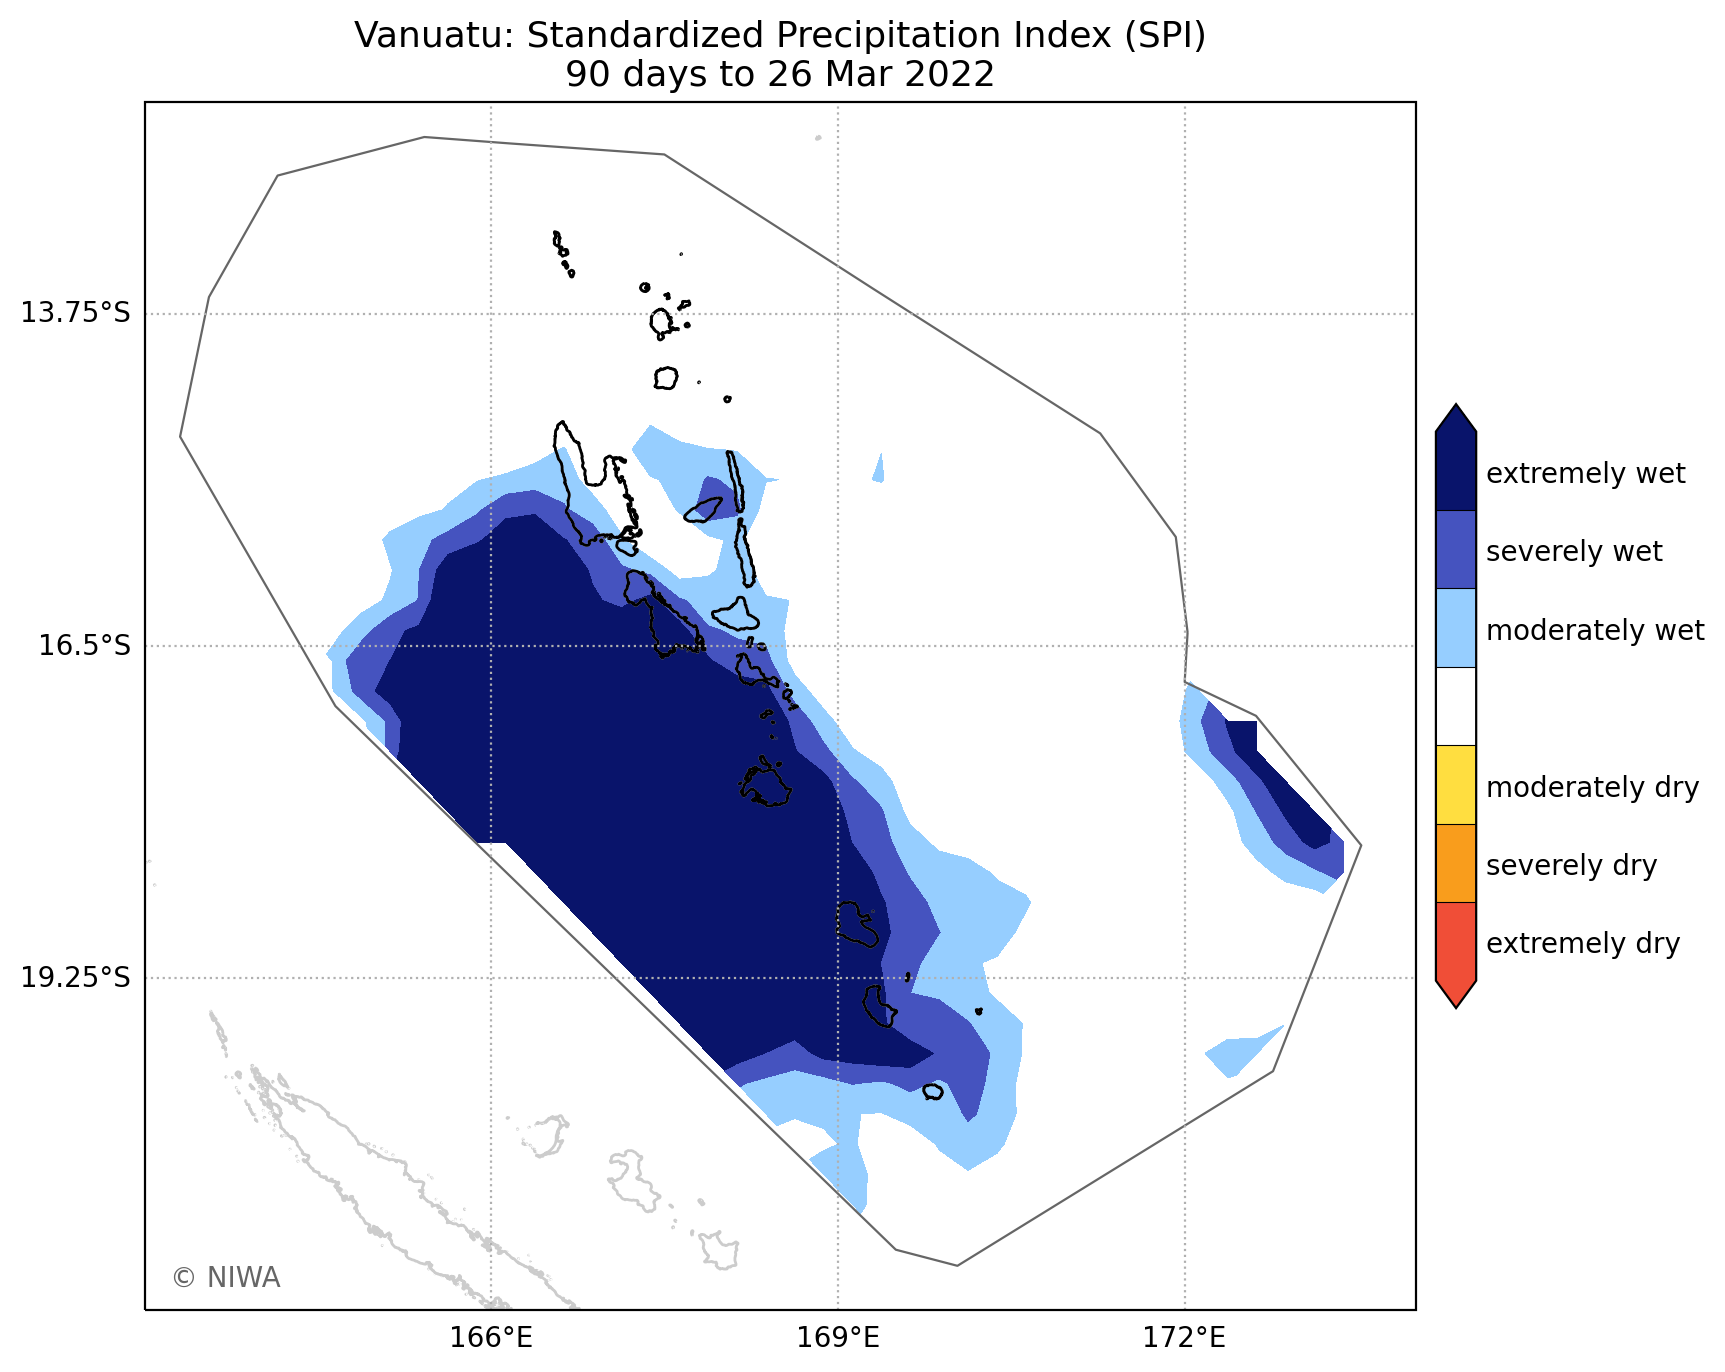 Vanuatu: Standardized Precipitation Index (SPI)
90 days to 26 Mar 2022
13.75°S
16.5°S
19.25°S
166°E
169°E
172°E
extremely wet
severely wet
moderately wet
moderately dry
severely dry
extremely dry
© NIWA